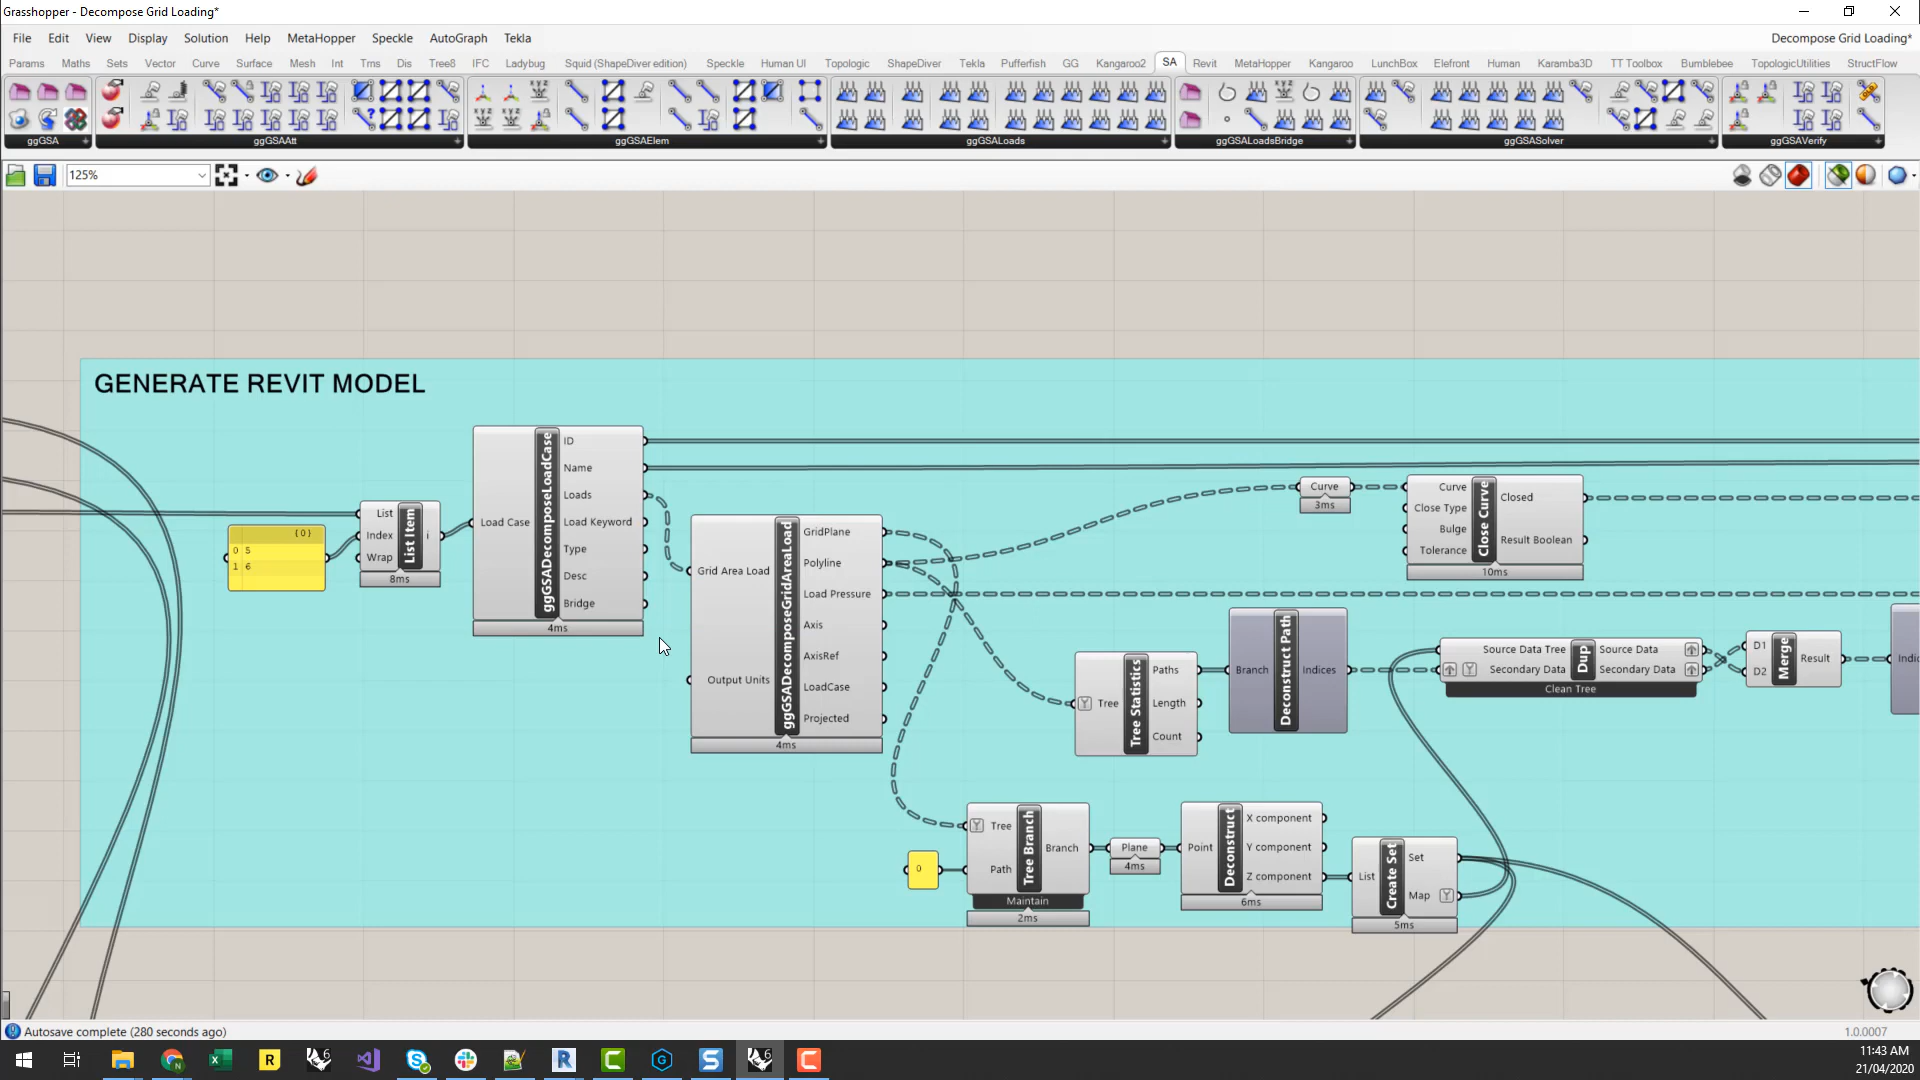 Grasshopper - Decompose Grid Loading*
File Edit View Display Solution Help MetaHopper Speckle AutoGraph Tekla
Decompose Grid Loading*
Params Maths Sets Vector Curve Surface Mesh Int Trns Dis Tree8 IFC Ladybug Squid (ShapeDiver edition) Speckle Human UI Topologic ShapeDiver Tekla Pufferfish GG Kangaroo2 SA Revit MetaHopper Kangaroo LunchBox Elefront Human Karamba3D TT Toolbox Bumblebee TopologicUtilities StructFlow
ggGSA ggGSAAtt ggGSAElem ggGSALoads ggGSALoadsBridge ggGSASolver ggGSAVerify
125%
GENERATE REVIT MODEL
{0}
0 5
1 6
List
Index
Wrap
List Item
i
8ms
Load Case
ggGSADecomposeLoadCase
ID
Name
Loads
Load Keyword
Type
Desc
Bridge
4ms
Grid Area Load
Output Units
ggGSADecomposeGridAreaLoad
GridPlane
Polyline
Load Pressure
Axis
AxisRef
LoadCase
Projected
4ms
Curve
3ms
Curve
Close Type
Bulge
Tolerance
Close Curve
Closed
Result Boolean
10ms
Tree
Tree Statistics
Paths
Length
Count
Branch
Deconstruct Path
Indices
Source Data Tree
Secondary Data
Dup
Source Data
Secondary Data
Clean Tree
D1
D2
Merge
Result
0
Tree
Path
Tree Branch
Branch
Maintain
2ms
Plane
4ms
Point
Deconstruct
X component
Y component
Z component
6ms
List
Create Set
Set
Map
5ms
Autosave complete (280 seconds ago)
1.0.0007
11:43 AM
21/04/2020